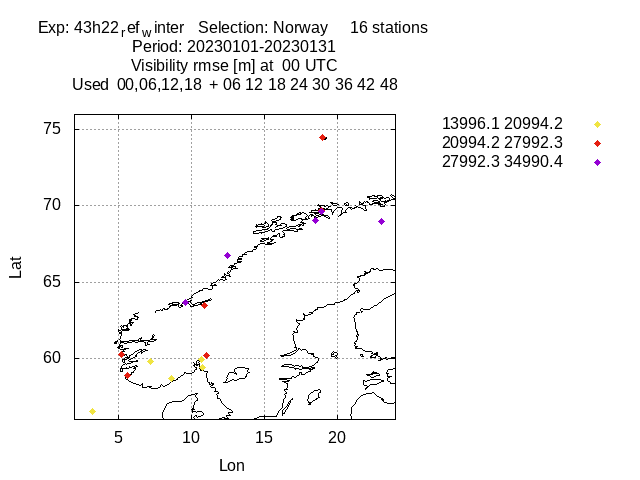 Exp: 43h22ref winter Selection: Norway 16 stations
Period: 20230101-20230131
Visibility rmse [m] at 00 UTC
Used 00,06,12,18 + 06 12 18 24 30 36 42 48
13996.1 20994.2
20994.2 27992.3
27992.3 34990.4
75
70
65
60
Lat
5 10 15 20
Lon